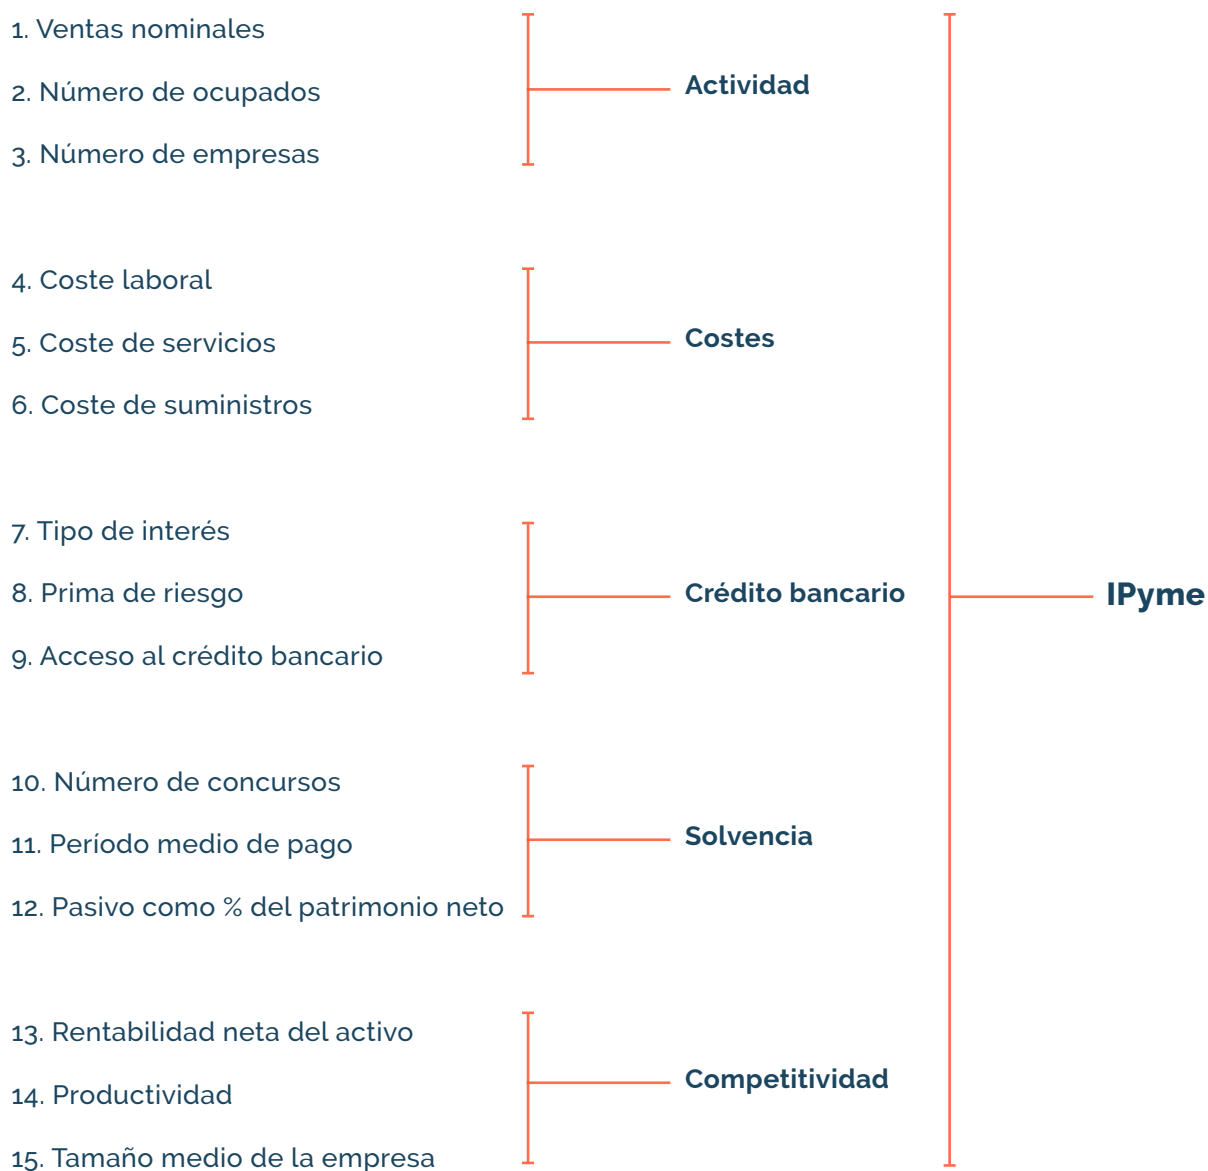 1. Ventas nominales
2. Número de ocupados
3. Número de empresas
Actividad
4. Coste laboral
5. Coste de servicios
6. Coste de suministros
Costes
7. Tipo de interés
8. Prima de riesgo
9. Acceso al crédito bancario
Crédito bancario
10. Número de concursos
11. Período medio de pago
12. Pasivo como % del patrimonio neto
Solvencia
13. Rentabilidad neta del activo
14. Productividad
15. Tamaño medio de la empresa
Competitividad
IPyme